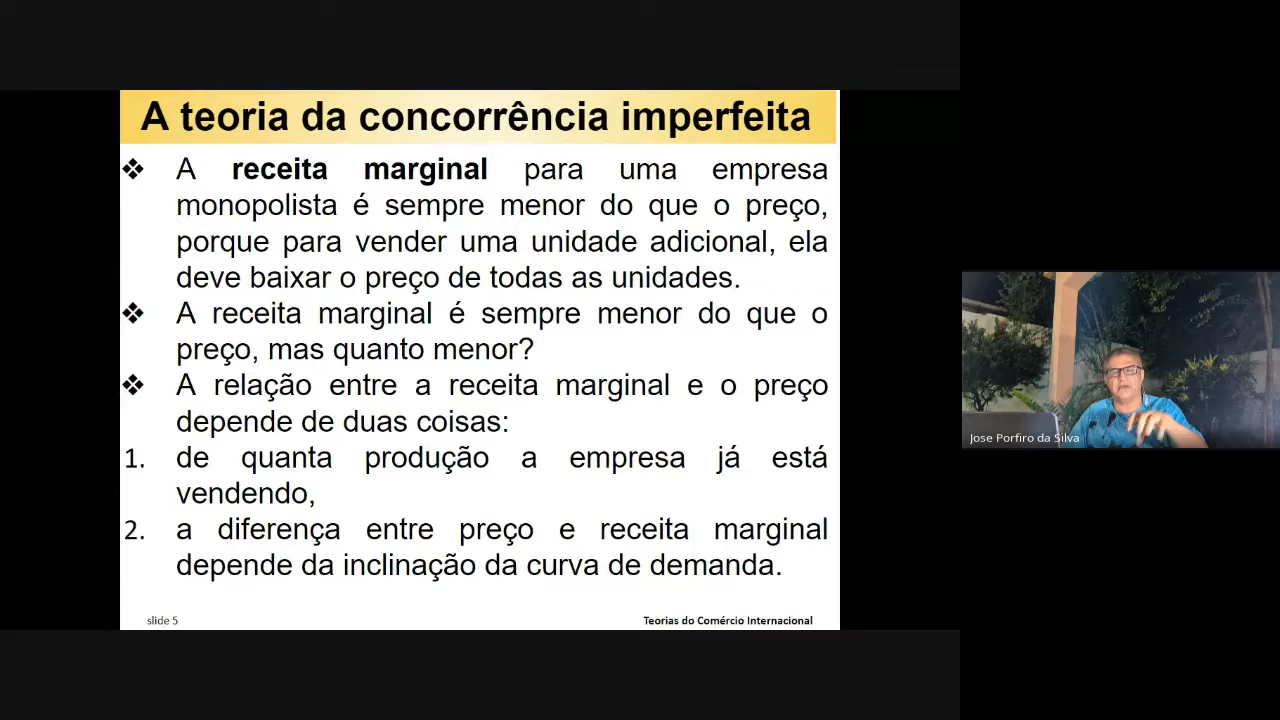 A teoria da concorrência imperfeita
❖ A receita marginal para uma empresa
monopolista é sempre menor do que o preço,
porque para vender uma unidade adicional, ela
deve baixar o preço de todas as unidades.
❖ A receita marginal é sempre menor do que o
preço, mas quanto menor?
❖ A relação entre a receita marginal e o preço
depende de duas coisas:
1. de quanta produção a empresa já está
vendendo,
2. a diferença entre preço e receita marginal
depende da inclinação da curva de demanda.
slide 5
Teorias do Comércio Internacional
Jose Porfiro da Silva